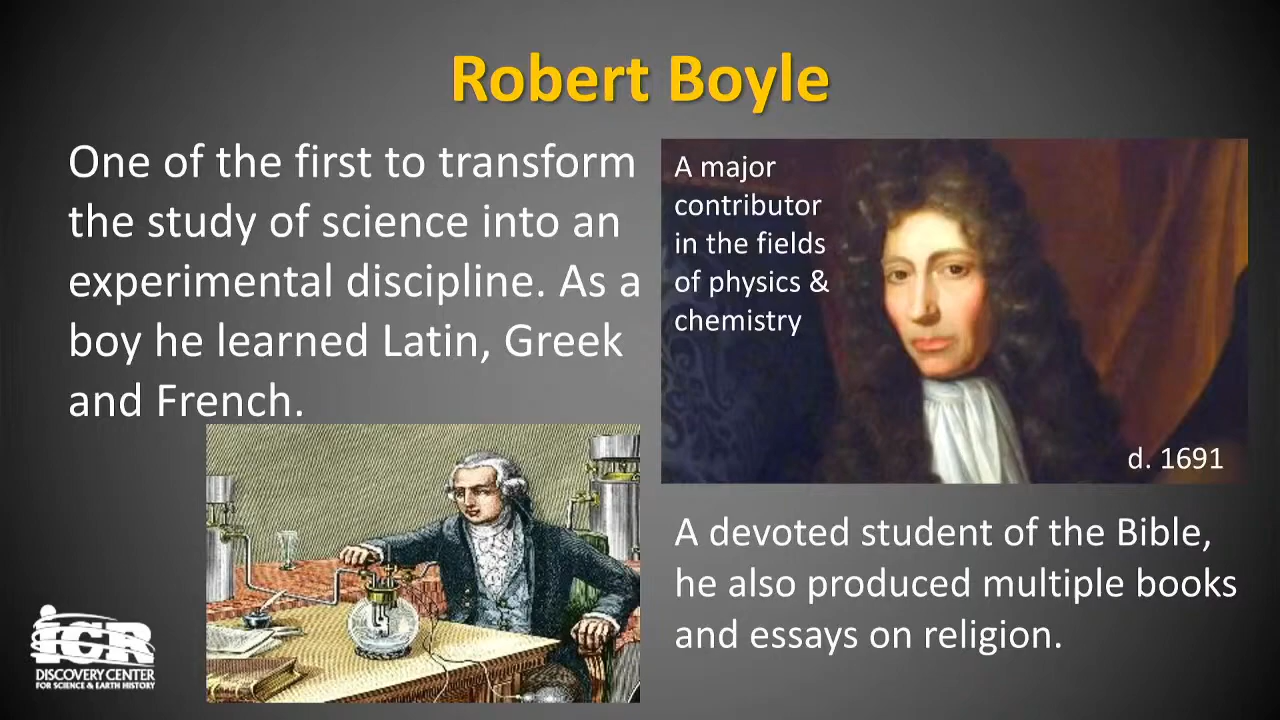 Robert Boyle
One of the first to transform
the study of science into an
experimental discipline. As a
boy he learned Latin, Greek
and French.
A major
contributor
in the fields
of physics &
chemistry
d. 1691
A devoted student of the Bible,
he also produced multiple books
and essays on religion.
iCR
DISCOVERY CENTER
FOR SCIENCE & EARTH HISTORY